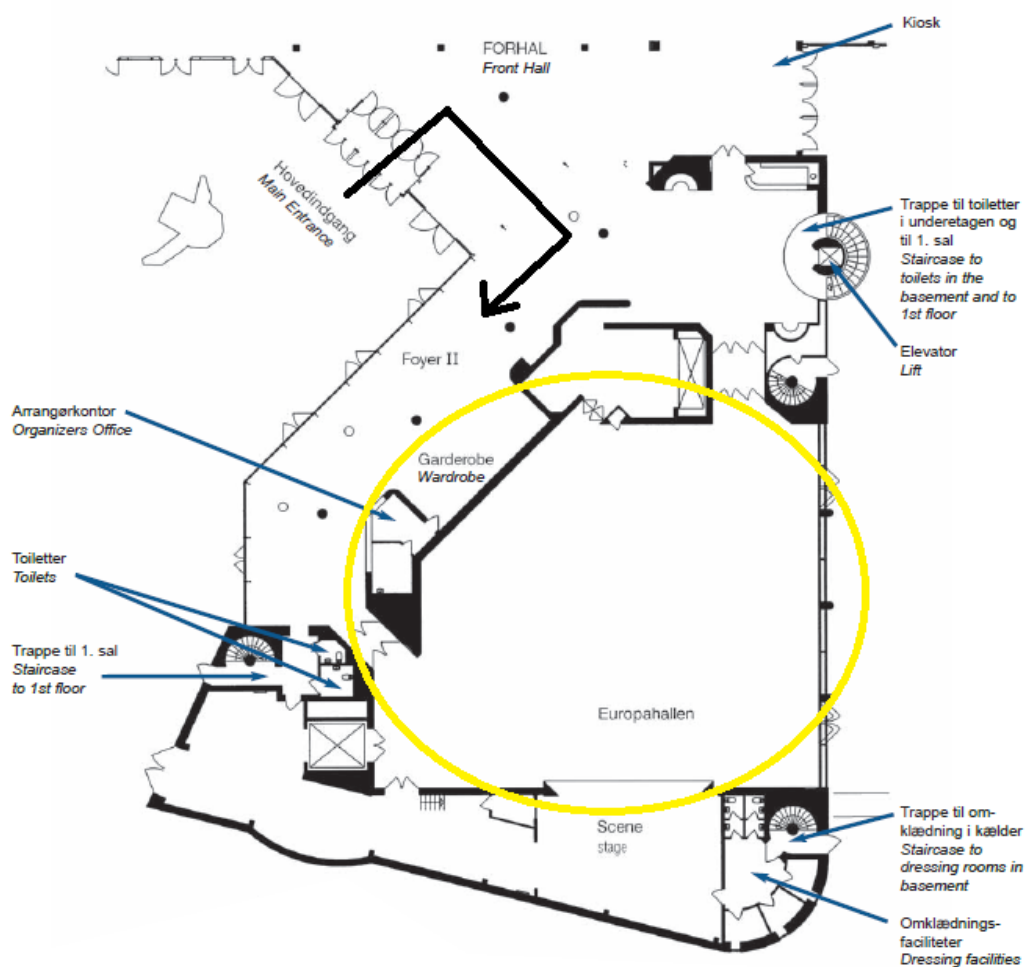 Kiosk
FORHAL
Front Hall
Hovedindgang
Main Entrance
Trappe til toiletter
i underetagen og
til 1. sal
Staircase to
toilets in the
basement and to
1st floor
Elevator
Lift
Foyer II
Arrangørkontor
Organizers Office
Garderobe
Wardrobe
Toiletter
Toilets
Trappe til 1. sal
Staircase
to 1st floor
Europahallen
Scene
stage
Trappe til om-
klædning i kælder
Staircase to
dressing rooms in
basement
Omklædnings-
faciliteter
Dressing facilities